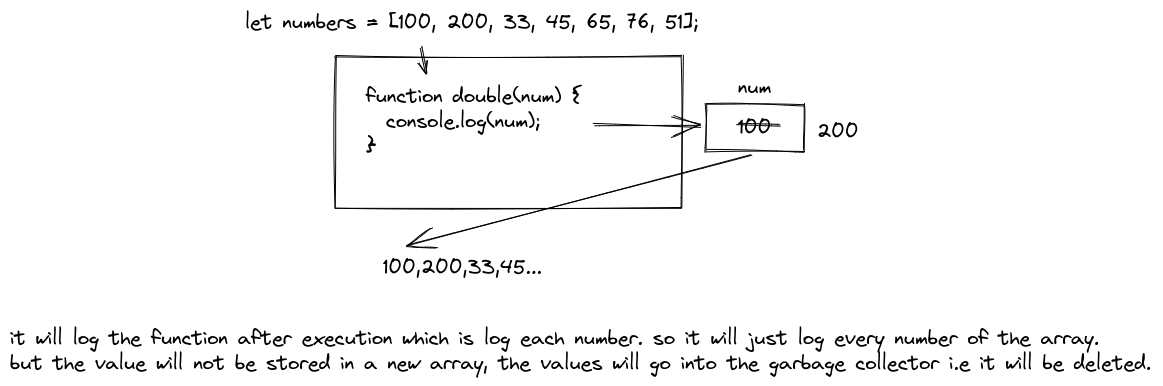 let numbers = [100, 200, 33, 45, 65, 76, 51];
function double(num) {
console.log(num);
}
num
100
200
100,200,33,45...
it will log the function after execution which is log each number. so it will just log every number of the array.
but the value will not be stored in a new array, the values will go into the garbage collector i.e it will be deleted.